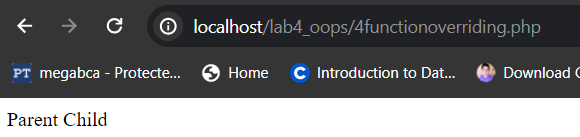 localhost/lab4_oops/4functionoverriding.php
PT megabca - Protecte... Home C Introduction to Dat... Download
Parent Child